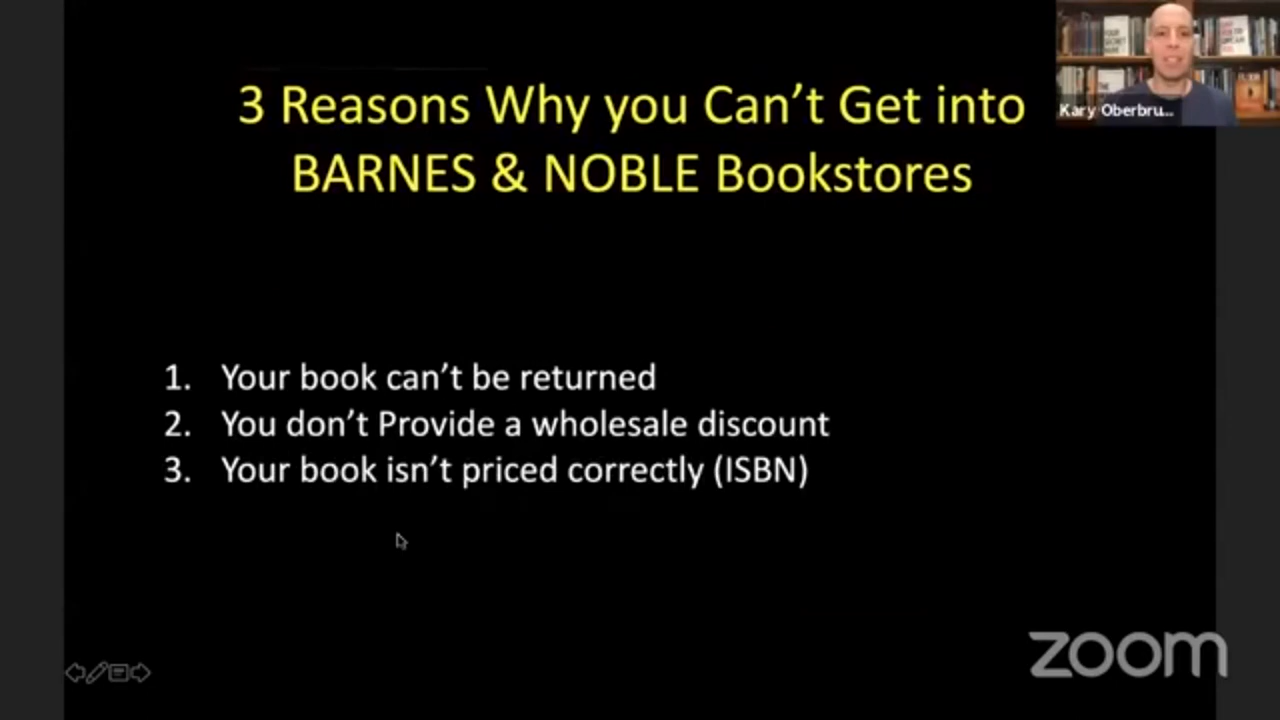 3 Reasons Why you Can't Get into
BARNES & NOBLE Bookstores
Kary Oberbru...
1. Your book can't be returned
2. You don't Provide a wholesale discount
3. Your book isn't priced correctly (ISBN)
zoom